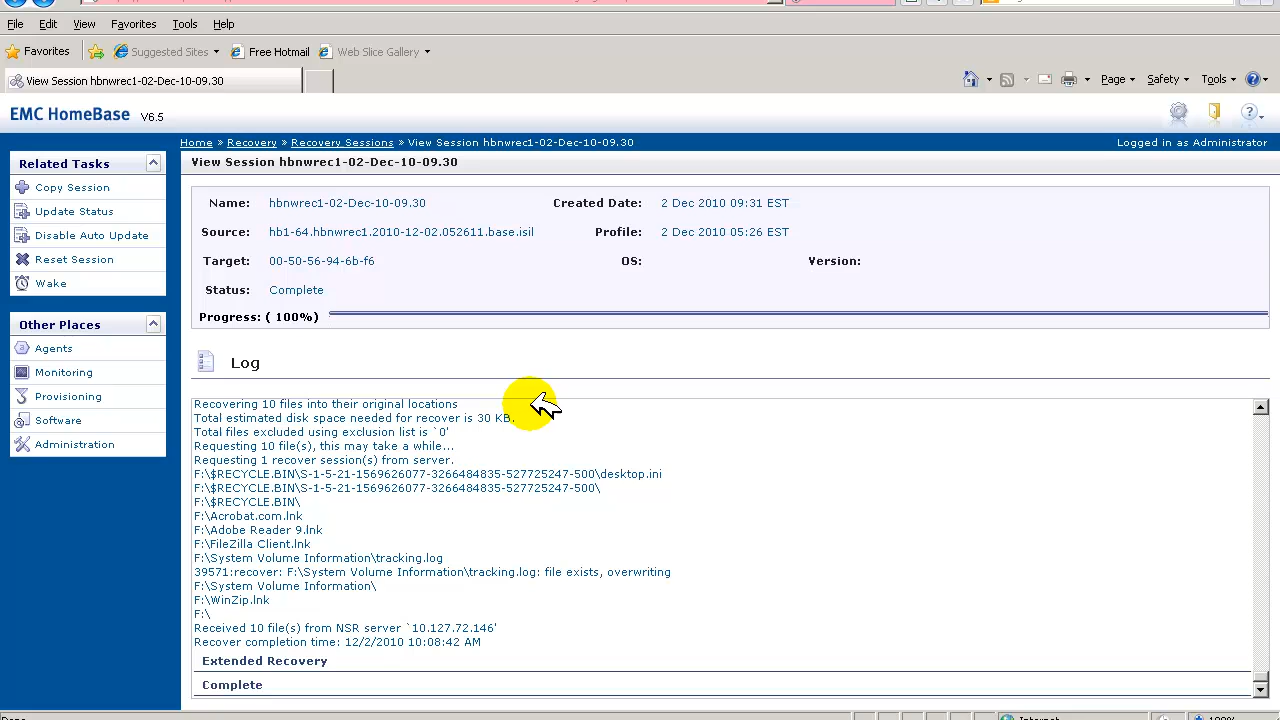 File Edit View Favorites Tools Help
Favorites Suggested Sites Free Hotmail Web Slice Gallery
View Session hbnwrec1-02-Dec-10-09.30 Page Safety Tools
EMC HomeBase V6.5
Home » Recovery » Recovery Sessions » View Session hbnwrec1-02-Dec-10-09.30 Logged in as Administrator
View Session hbnwrec1-02-Dec-10-09.30
Related Tasks
Copy Session
Update Status
Disable Auto Update
Reset Session
Wake
Other Places
Agents
Monitoring
Provisioning
Software
Administration
Name: hbnwrec1-02-Dec-10-09.30 Created Date: 2 Dec 2010 09:31 EST
Source: hb1-64.hbnwrec1.2010-12-02.052611.base.isil Profile: 2 Dec 2010 05:26 EST
Target: 00-50-56-94-6b-f6 OS: Version:
Status: Complete
Progress: ( 100%)
Log
Recovering 10 files into their original locations
Total estimated disk space needed for recover is 30 KB.
Total files excluded using exclusion list is `0'
Requesting 10 file(s), this may take a while...
Requesting 1 recover session(s) from server.
F:\$RECYCLE.BIN\S-1-5-21-1569626077-3266484835-527725247-500\desktop.ini
F:\$RECYCLE.BIN\S-1-5-21-1569626077-3266484835-527725247-500\
F:\$RECYCLE.BIN\
F:\Acrobat.com.lnk
F:\Adobe Reader 9.lnk
F:\FileZilla Client.lnk
F:\System Volume Information\tracking.log
39571:recover: F:\System Volume Information\tracking.log: file exists, overwriting
F:\System Volume Information\
F:\WinZip.lnk
F:\
Received 10 file(s) from NSR server `10.127.72.146'
Recover completion time: 12/2/2010 10:08:42 AM
Extended Recovery
Complete
Done Internet 100%